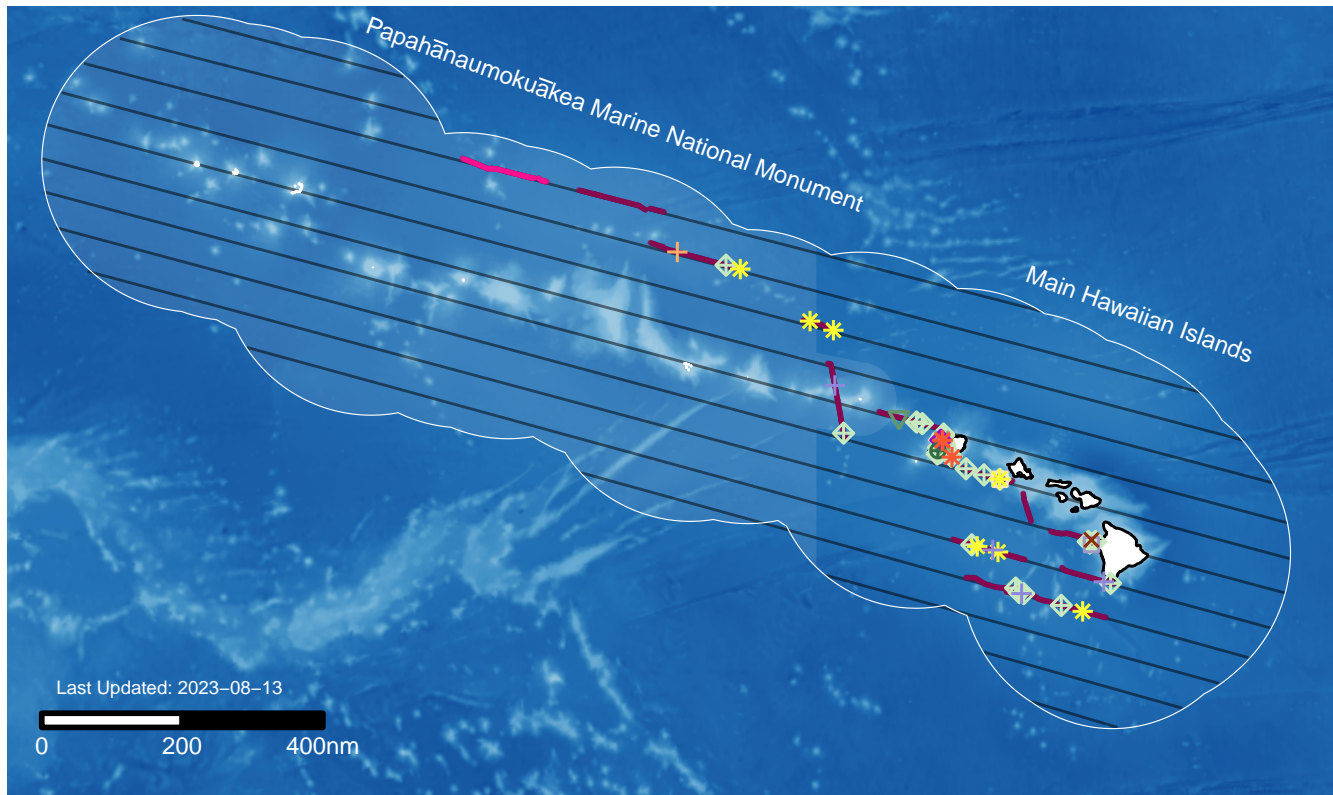 Papahānaumokuākea Marine National Monument
Main Hawaiian Islands
Last Updated: 2023−08−13
0 200 400nm